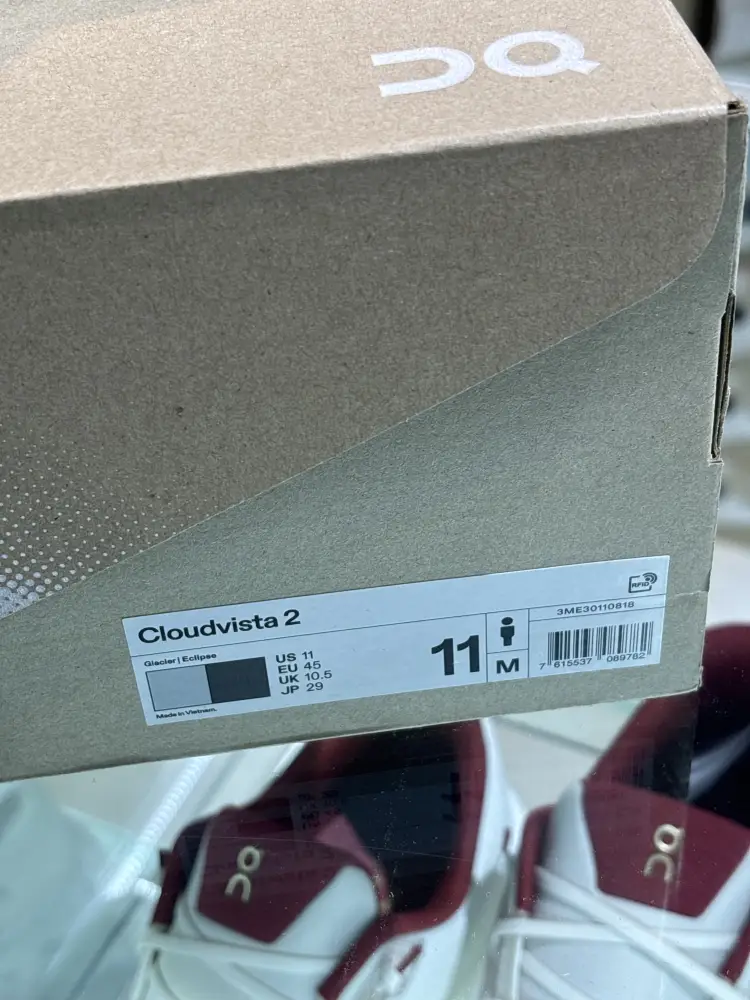 On
RFID
Cloudvista 2
3ME30110818
Glacier | Eclipse
US 11
EU 45
UK 10.5
JP 29
11
M
7 615537 089782
Made in Vietnam.
On
On